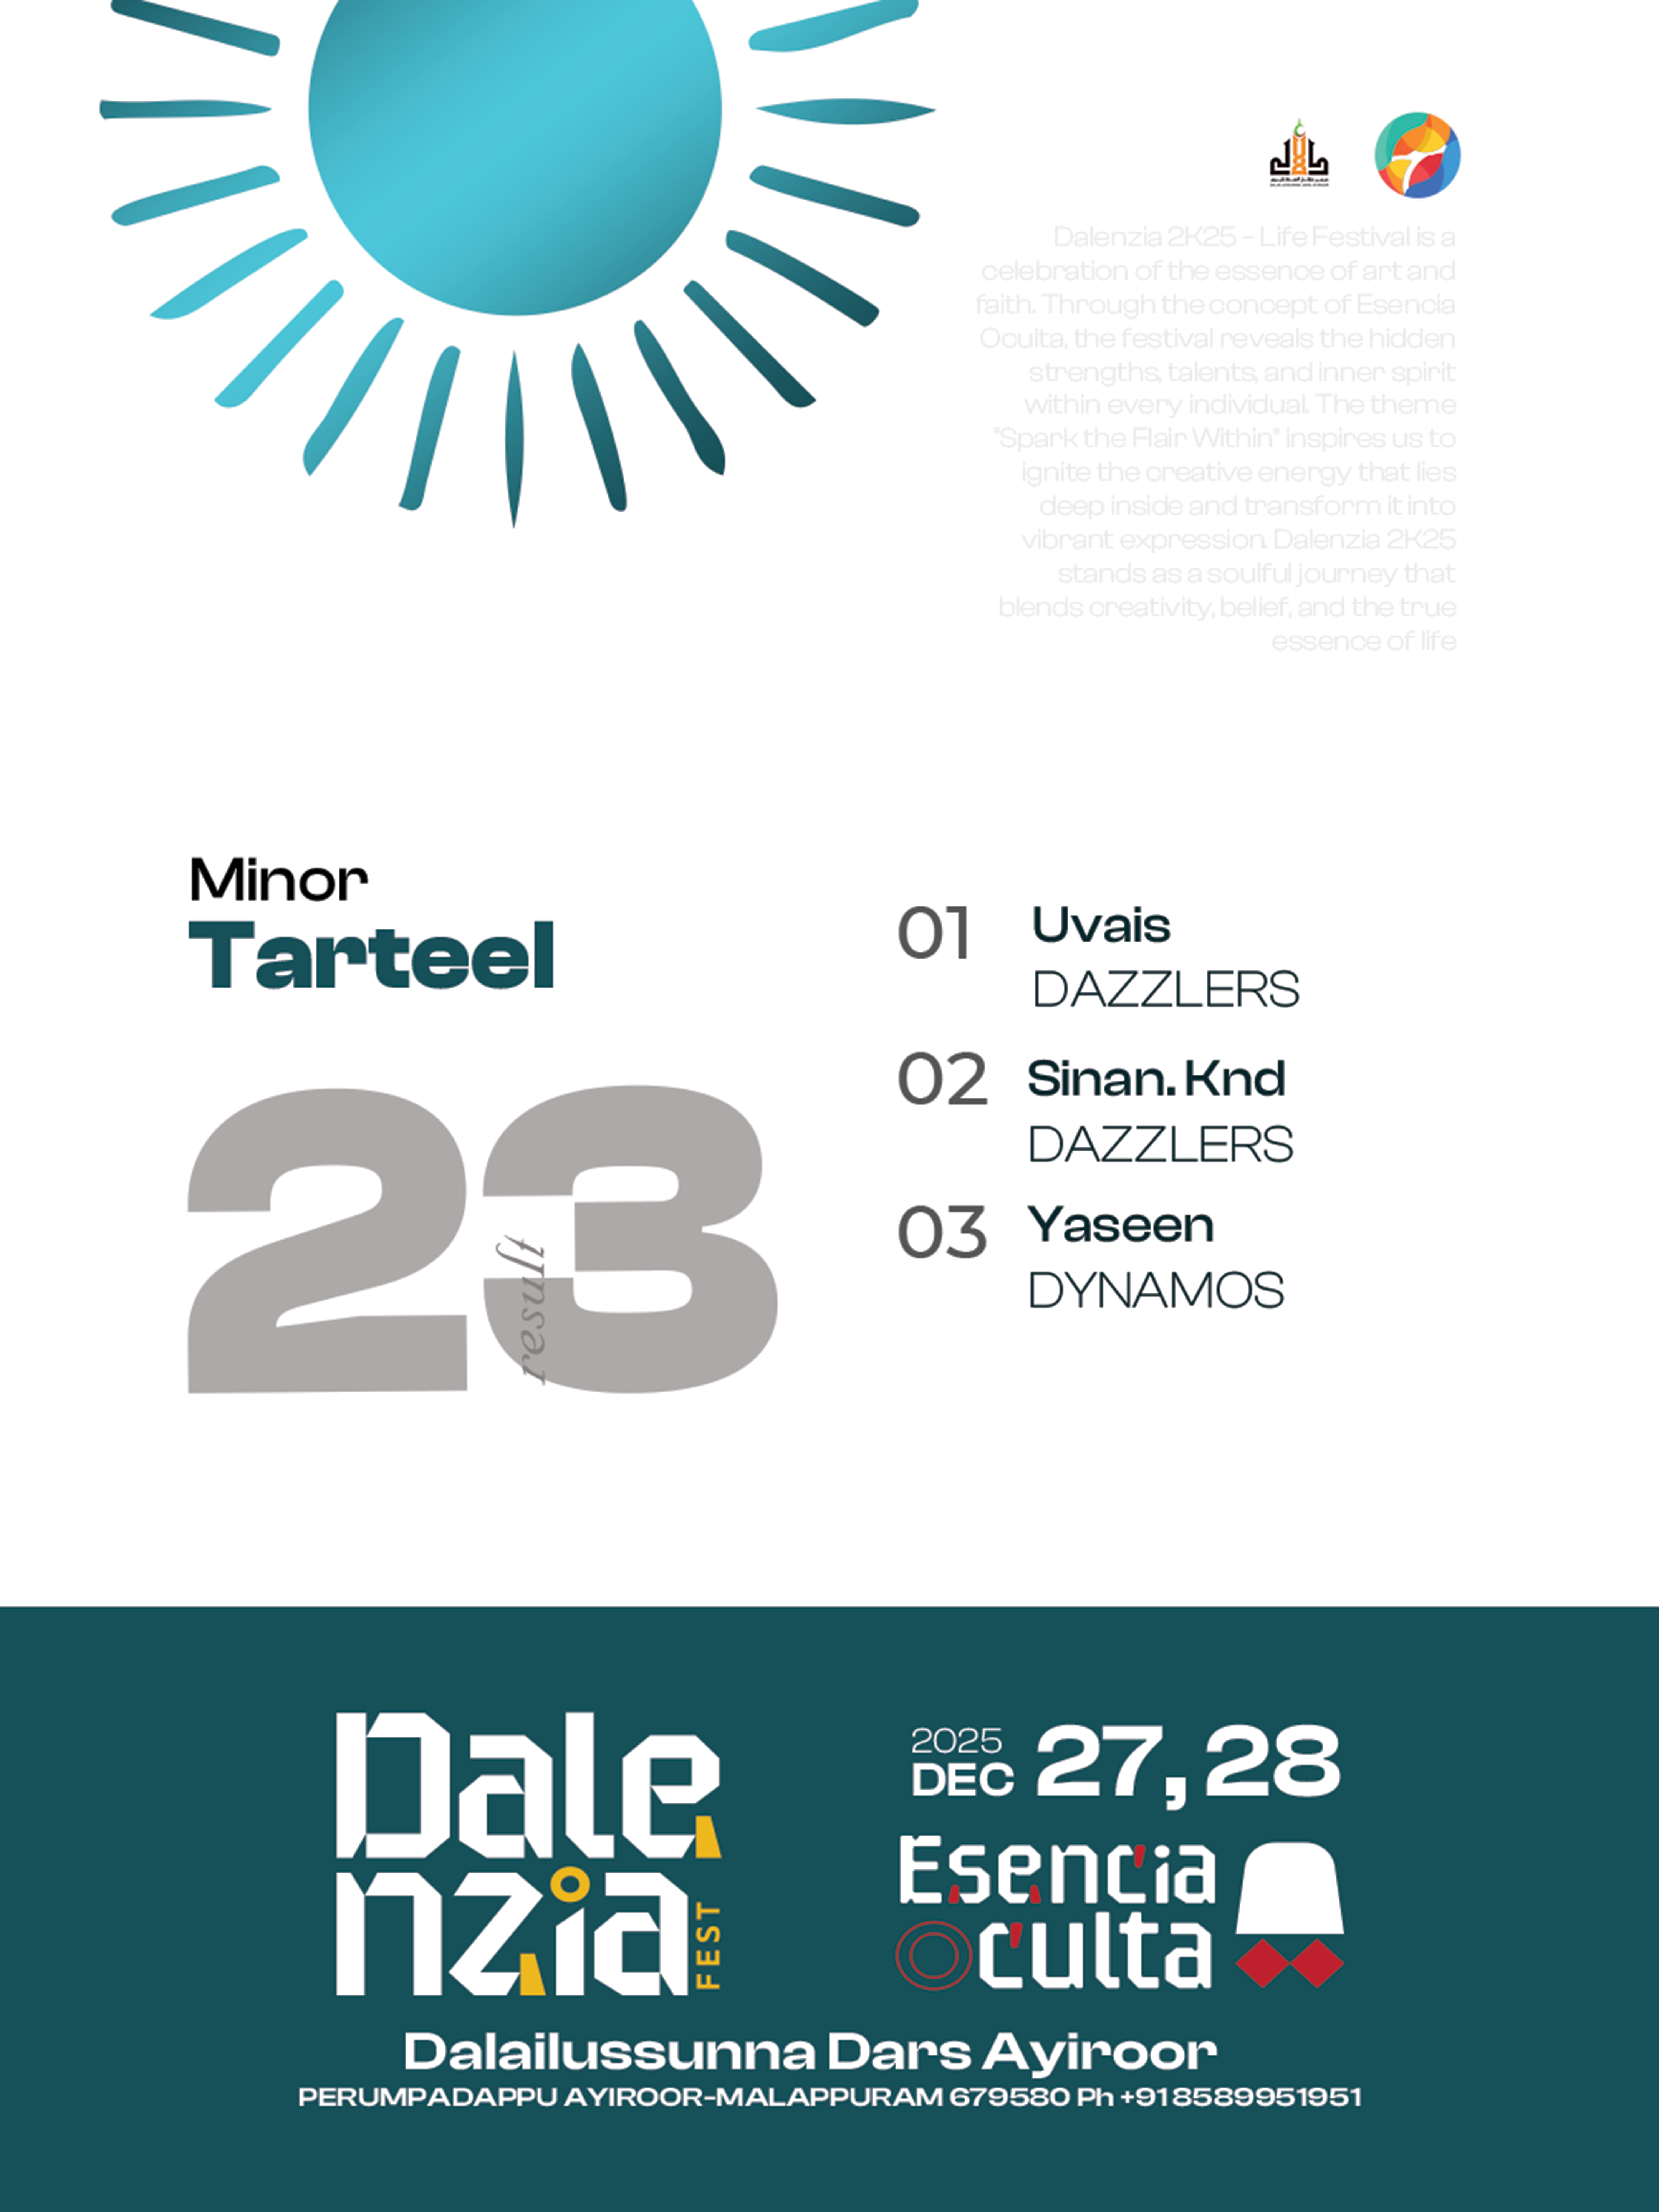 Dalenzia 2K25 – Life Festival is a
celebration of the essence of art and
faith. Through the concept of Esencia
Oculta, the festival reveals the hidden
strengths, talents, and inner spirit
within every individual. The theme
"Spark the Flair Within" inspires us to
ignite the creative energy that lies
deep inside and transform it into
vibrant expression. Dalenzia 2K25
stands as a soulful journey that
blends creativity, belief, and the true
essence of life
Minor
Tarteel
23
result
01 Uvais
DAZZLERS
02 Sinan. Knd
DAZZLERS
03 Yaseen
DYNAMOS
Dale
nzia
FEST
2025
DEC 27, 28
Esencia
Oculta
Dalailussunna Dars Ayiroor
PERUMPADAPPU AYIROOR-MALAPPURAM 679580 Ph +918589951951